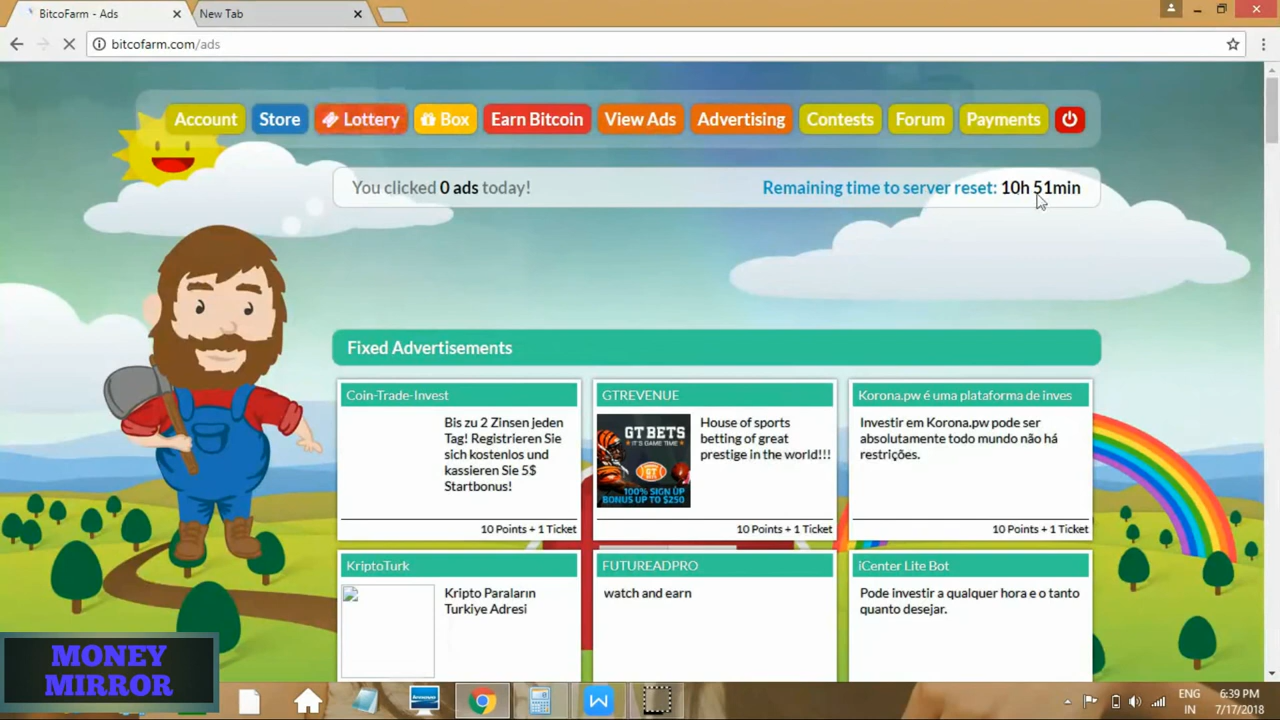 BitcoFarm - Ads
New Tab
bitcofarm.com/ads
Account
Store
Lottery
Box
Earn Bitcoin
View Ads
Advertising
Contests
Forum
Payments
You clicked 0 ads today!
Remaining time to server reset: 10h 51min
Fixed Advertisements
Coin-Trade-Invest
Bis zu 2 Zinsen jeden
Tag! Registrieren Sie
sich kostenlos und
kassieren Sie 5$
Startbonus!
10 Points + 1 Ticket
GTREVENUE
GT BETS
IT'S GAME TIME
GT BETS
100% SIGN UP
BONUS UP TO $250
House of sports
betting of great
prestige in the world!!!
10 Points + 1 Ticket
Korona.pw é uma plataforma de inves
Investir em Korona.pw pode ser
absolutamente todo mundo não há
restrições.
10 Points + 1 Ticket
KriptoTurk
Kripto Paraların
Turkiye Adresi
FUTUREADPRO
watch and earn
iCenter Lite Bot
Pode investir a qualquer hora e o tanto
quanto desejar.
MONEY
MIRROR
ENG
IN
6:39 PM
7/17/2018